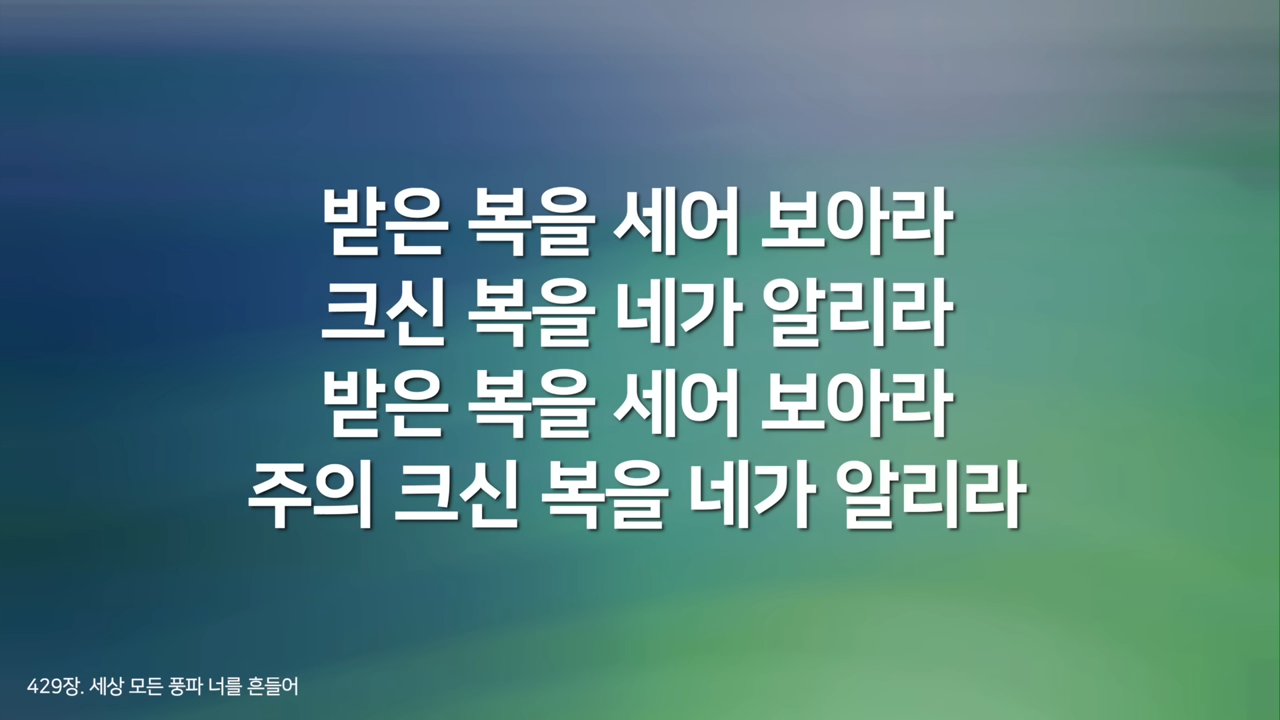 받은 복을 세어 보아라
크신 복을 네가 알리라
받은 복을 세어 보아라
주의 크신 복을 네가 알리라
429장. 세상 모든 풍파 너를 흔들어